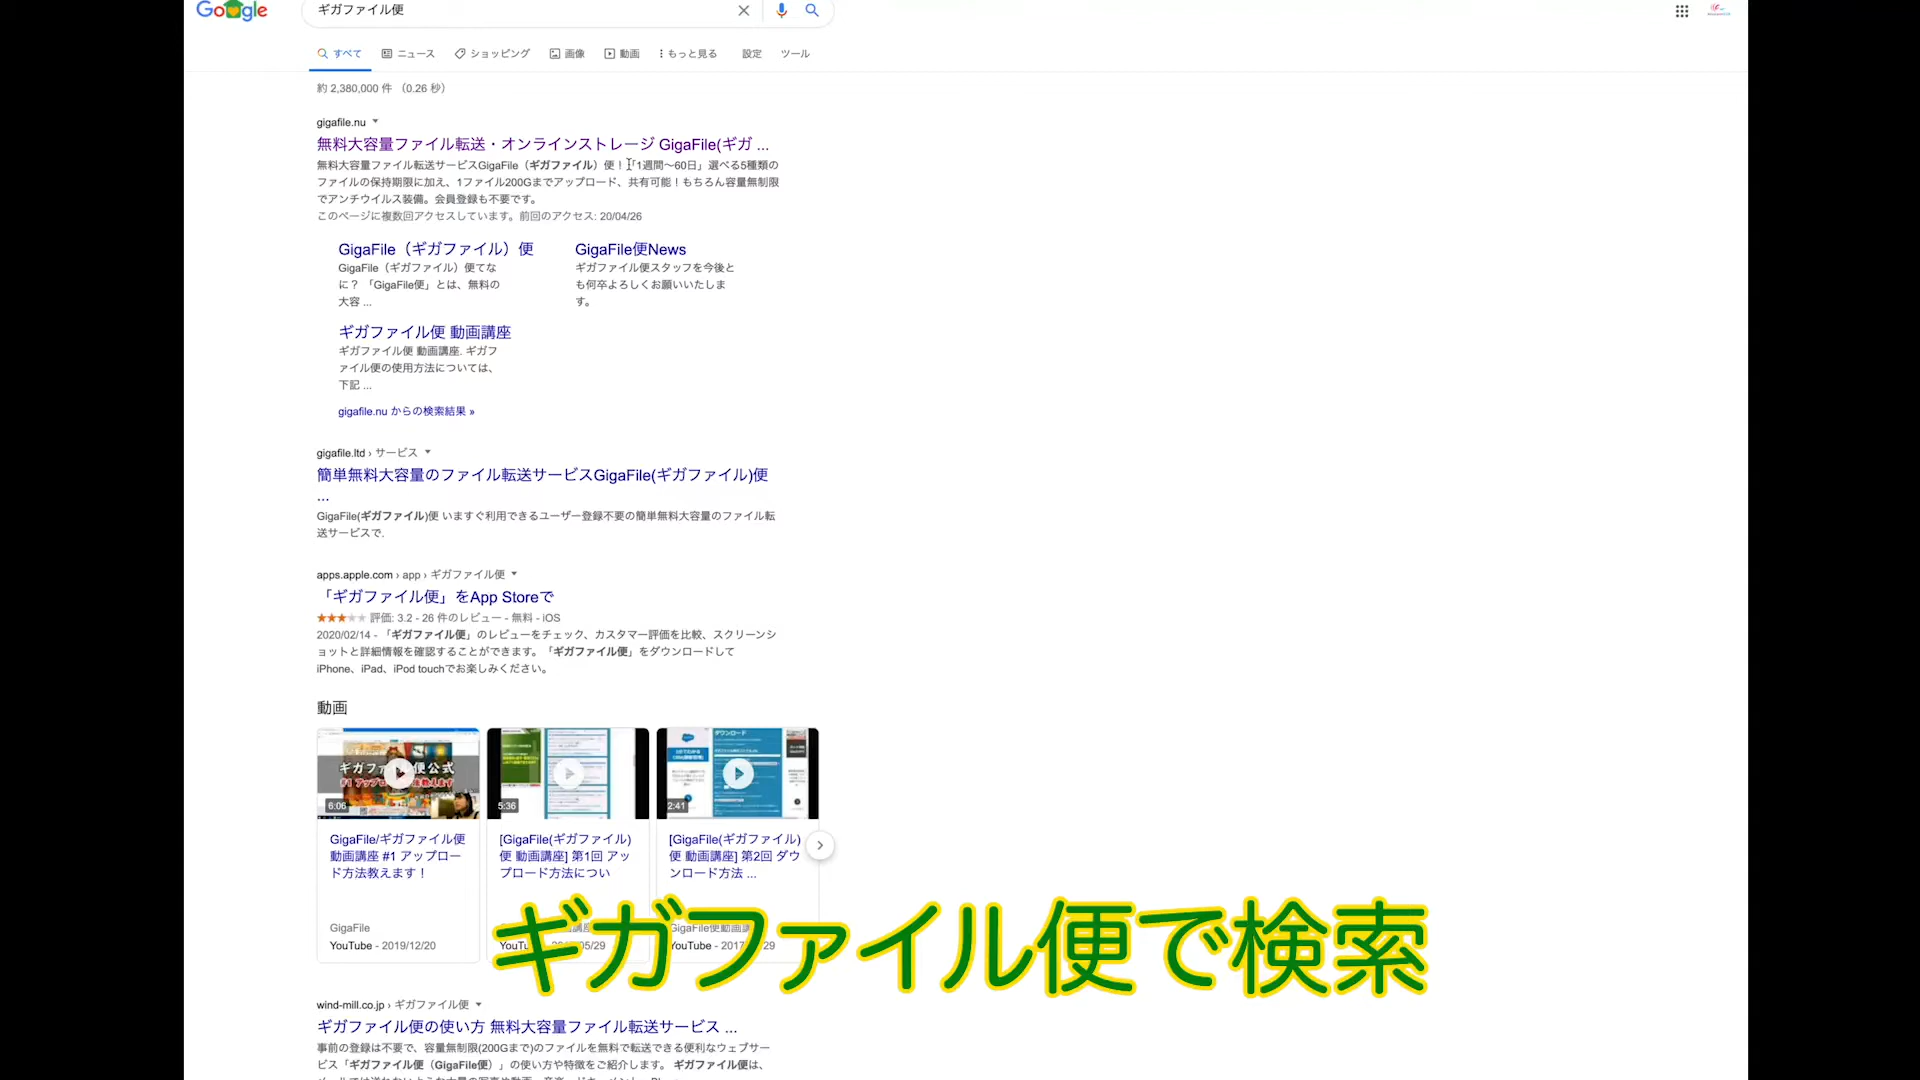 Google
ギガファイル便
すべて ニュース ショッピング 画像 動画 もっと見る 設定 ツール
約 2,380,000 件 （0.26 秒）
gigafile.nu
無料大容量ファイル転送・オンラインストレージ GigaFile(ギガ ...
無料大容量ファイル転送サービスGigaFile（ギガファイル）便！「1週間～60日」選べる5種類の
ファイルの保持期限に加え、1ファイル200Gまでアップロード、共有可能！もちろん容量無制限
でアンチウイルス装備。会員登録も不要です。
このページに複数回アクセスしています。前回のアクセス: 20/04/26
GigaFile（ギガファイル）便
GigaFile（ギガファイル）便てな
に？ 「GigaFile便」とは、無料の
大容 ...
GigaFile便News
ギガファイル便スタッフを今後と
も何卒よろしくお願いいたしま
す。
ギガファイル便 動画講座
ギガファイル便 動画講座. ギガフ
ァイル便の使用方法については、
下記 ...
gigafile.nu からの検索結果 »
gigafile.ltd › サービス
簡単無料大容量のファイル転送サービスGigaFile(ギガファイル)便
...
GigaFile(ギガファイル)便 いますぐ利用できるユーザー登録不要の簡単無料大容量のファイル転
送サービスで.
apps.apple.com › app › ギガファイル便
「ギガファイル便」をApp Storeで
★★★★★ 評価: 3.2 - 26 件のレビュー - 無料 - iOS
2020/02/14 - 「ギガファイル便」のレビューをチェック、カスタマー評価を比較、スクリーンシ
ョットと詳細情報を確認することができます。「ギガファイル便」をダウンロードして
iPhone、iPad、iPod touchでお楽しみください。
動画
6:06
GigaFile/ギガファイル便
動画講座 #1 アップロー
ド方法教えます！
GigaFile
YouTube - 2019/12/20
5:36
[GigaFile(ギガファイル)
便 動画講座] 第1回 アッ
プロード方法につい
ダウンロード
2:41
[GigaFile(ギガファイル)
便 動画講座] 第2回 ダウ
ンロード方法 ...
ギガファイル便で検索
wind-mill.co.jp › ギガファイル便
ギガファイル便の使い方 無料大容量ファイル転送サービス ...
事前の登録は不要で、容量無制限(200Gまで)のファイルを無料で転送できる便利なウェブサー
ビス「ギガファイル便（GigaFile便）」の使い方や特徴をご紹介します。 ギガファイル便は、